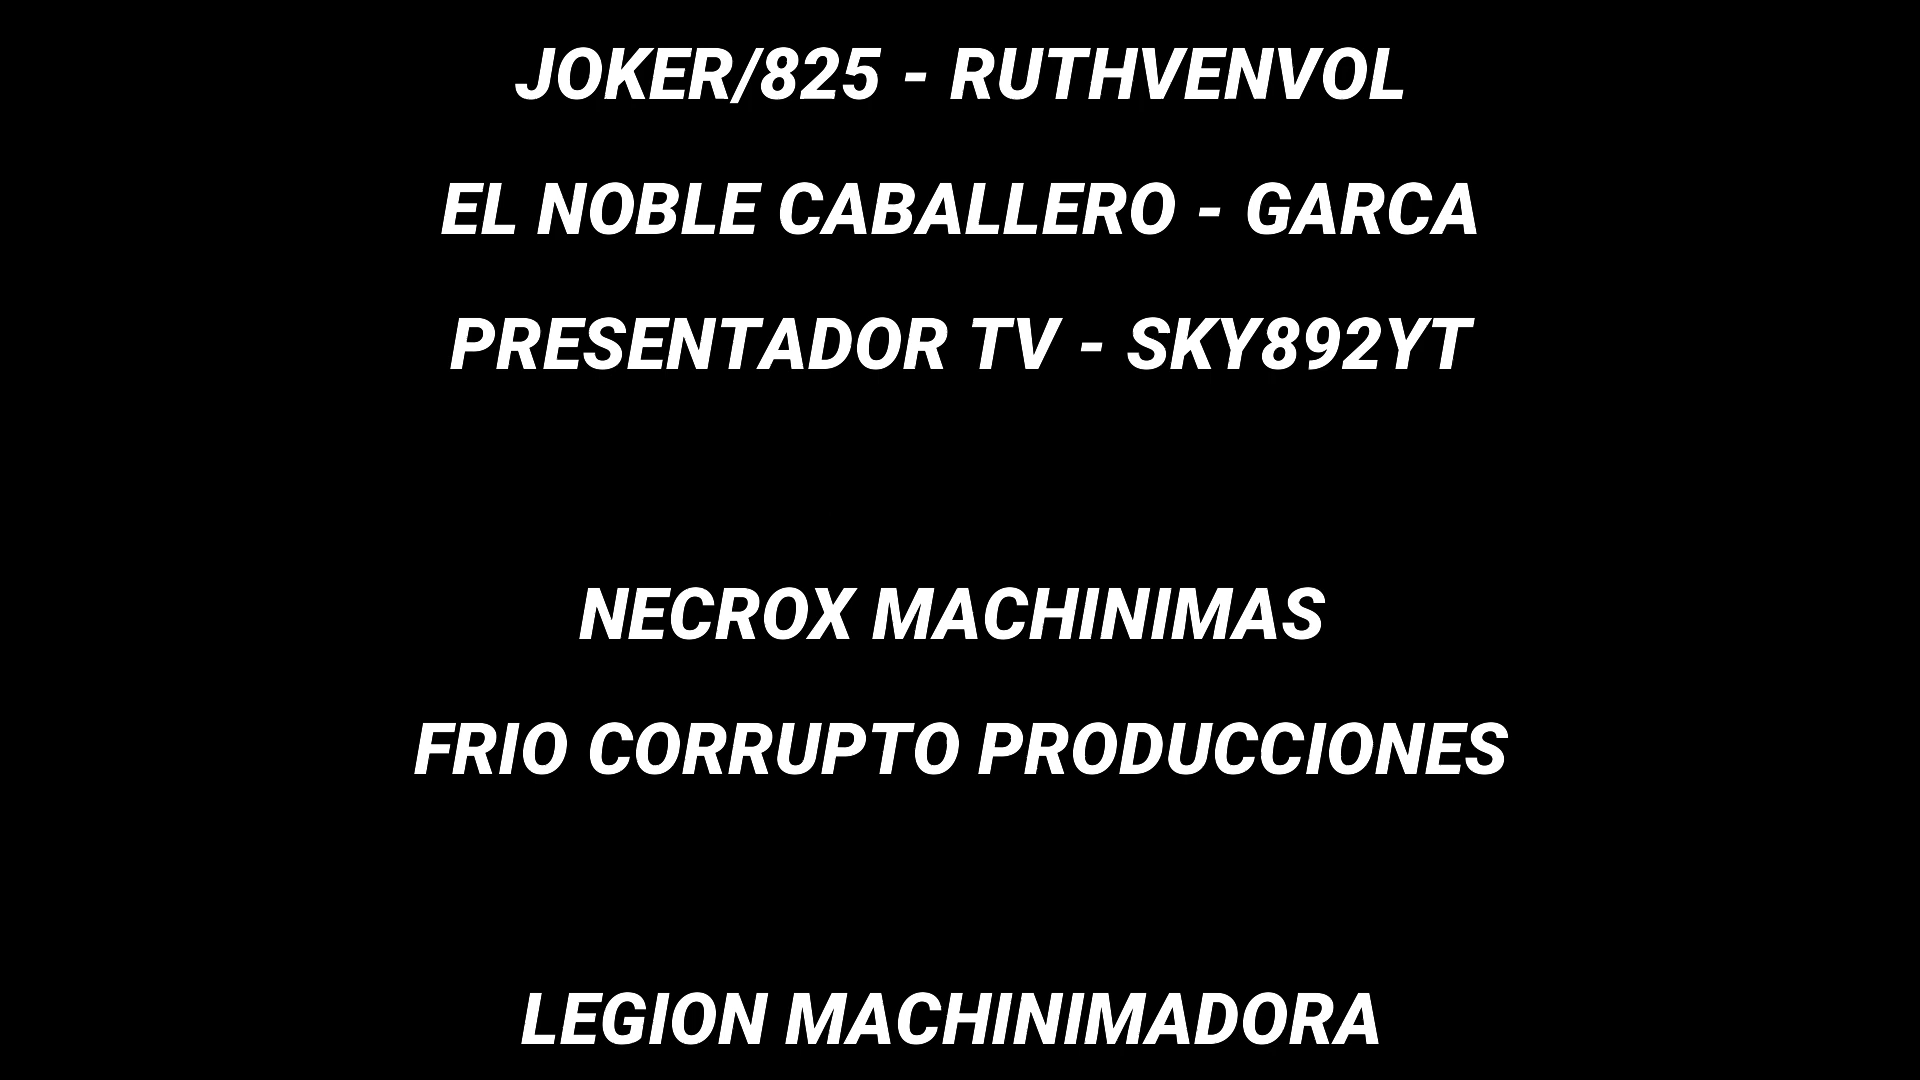 JOKER/825 - RUTHVENVOL
EL NOBLE CABALLERO - GARCA
PRESENTADOR TV - SKY892YT
NECROX MACHINIMAS
FRIO CORRUPTO PRODUCCIONES
LEGION MACHINIMADORA